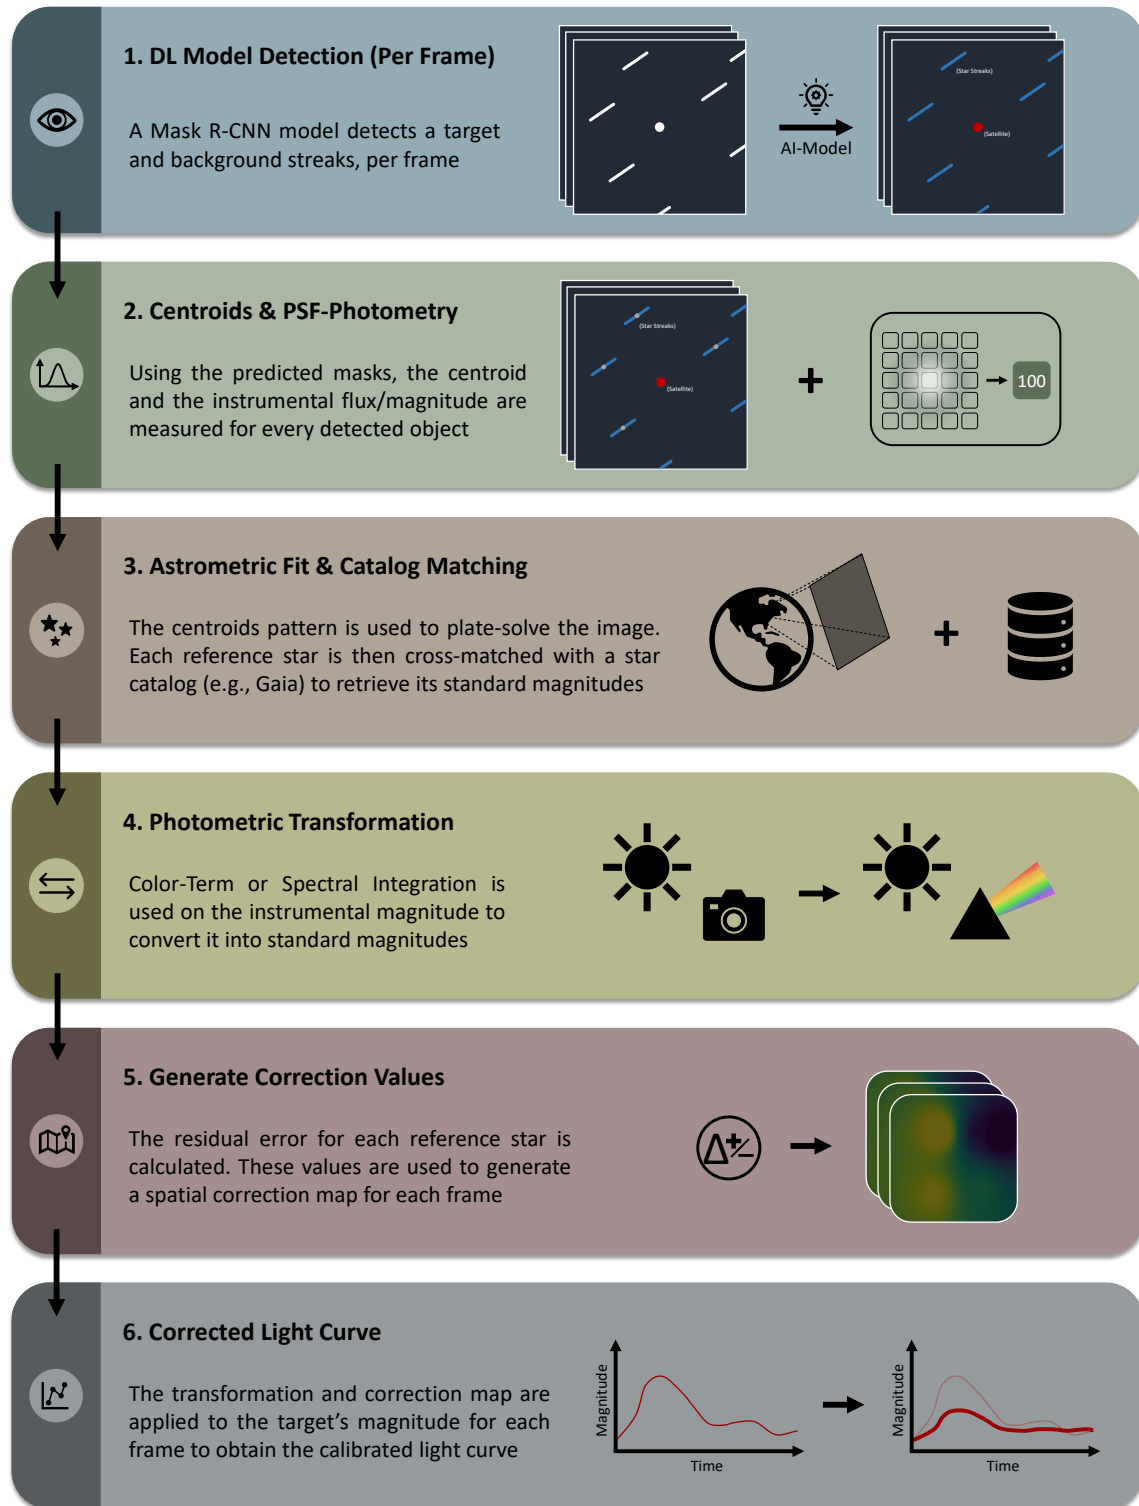 1. DL Model Detection (Per Frame)
A Mask R-CNN model detects a target
and background streaks, per frame
(Star Streaks)
(Satellite)
AI-Model
2. Centroids & PSF-Photometry
Using the predicted masks, the centroid
and the instrumental flux/magnitude are
measured for every detected object
(Star Streaks)
(Satellite)
100
3. Astrometric Fit & Catalog Matching
The centroids pattern is used to plate-solve the image.
Each reference star is then cross-matched with a star
catalog (e.g., Gaia) to retrieve its standard magnitudes
4. Photometric Transformation
Color-Term or Spectral Integration is
used on the instrumental magnitude to
convert it into standard magnitudes
5. Generate Correction Values
The residual error for each reference star is
calculated. These values are used to generate
a spatial correction map for each frame
Δ+/−
6. Corrected Light Curve
The transformation and correction map are
applied to the target's magnitude for each
frame to obtain the calibrated light curve
Magnitude
Time
Magnitude
Time